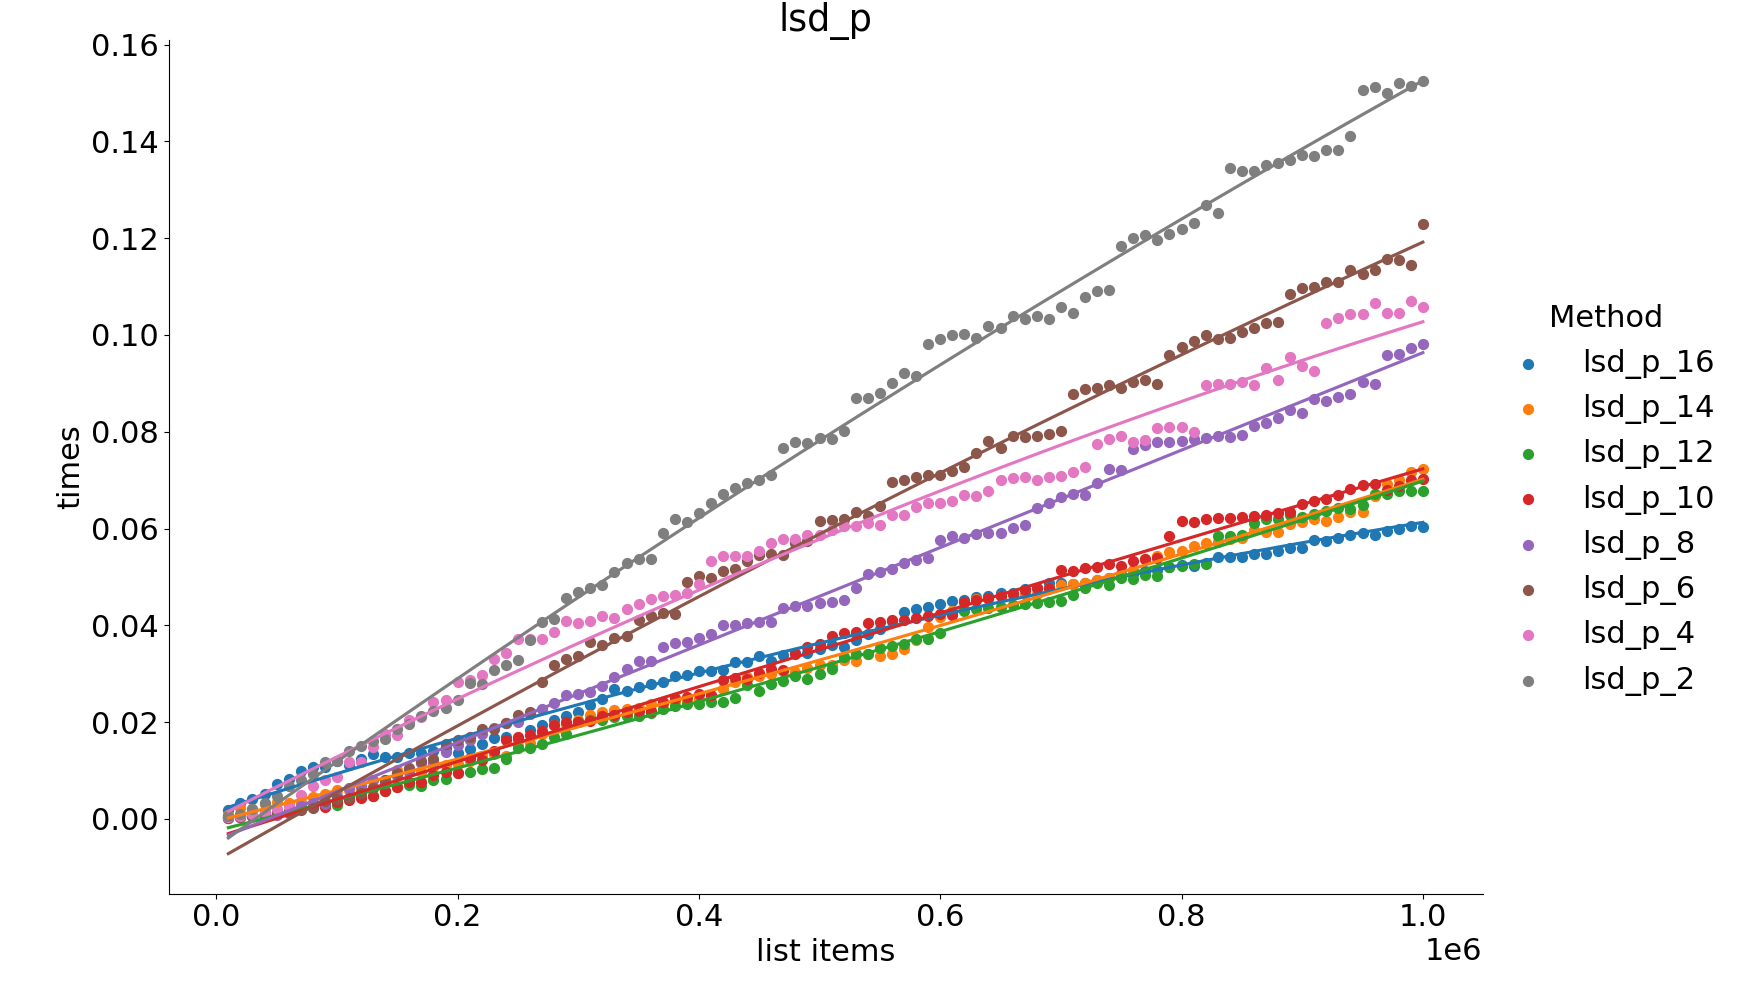 lsd_p
0.16
0.14
0.12
0.10
0.08
0.06
0.04
0.02
0.00
times
0.0 0.2 0.4 0.6 0.8 1.0
list items
1e6
Method
lsd_p_16
lsd_p_14
lsd_p_12
lsd_p_10
lsd_p_8
lsd_p_6
lsd_p_4
lsd_p_2